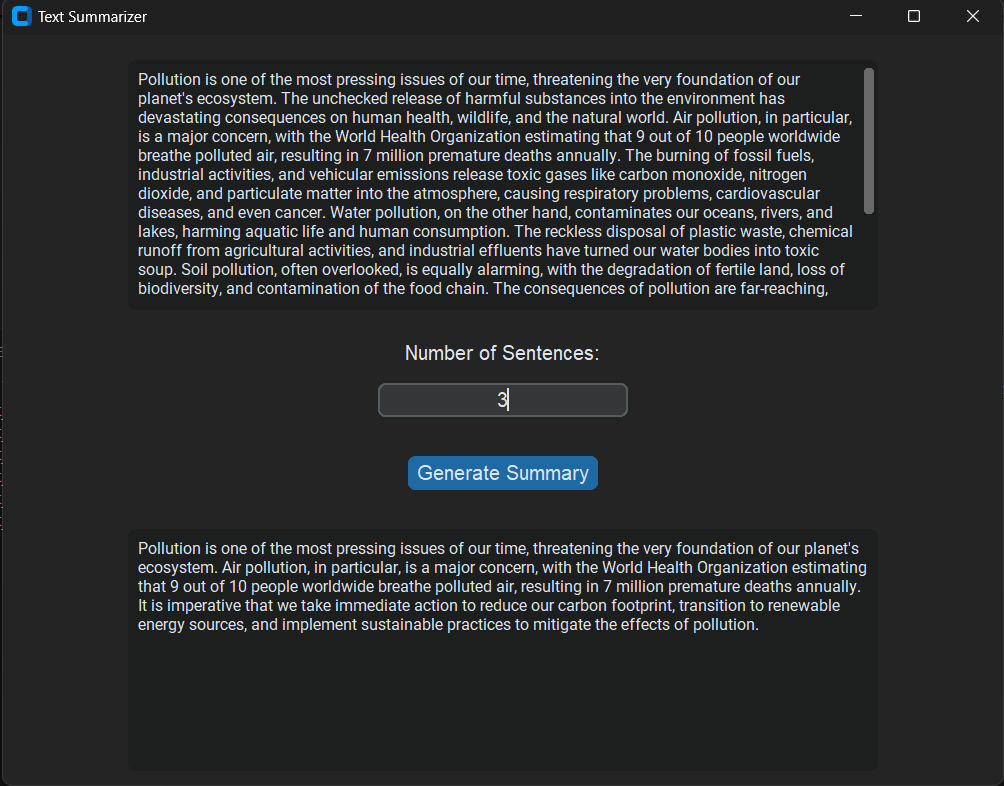 Text Summarizer
Pollution is one of the most pressing issues of our time, threatening the very foundation of our
planet's ecosystem. The unchecked release of harmful substances into the environment has
devastating consequences on human health, wildlife, and the natural world. Air pollution, in particular,
is a major concern, with the World Health Organization estimating that 9 out of 10 people worldwide
breathe polluted air, resulting in 7 million premature deaths annually. The burning of fossil fuels,
industrial activities, and vehicular emissions release toxic gases like carbon monoxide, nitrogen
dioxide, and particulate matter into the atmosphere, causing respiratory problems, cardiovascular
diseases, and even cancer. Water pollution, on the other hand, contaminates our oceans, rivers, and
lakes, harming aquatic life and human consumption. The reckless disposal of plastic waste, chemical
runoff from agricultural activities, and industrial effluents have turned our water bodies into toxic
soup. Soil pollution, often overlooked, is equally alarming, with the degradation of fertile land, loss of
biodiversity, and contamination of the food chain. The consequences of pollution are far-reaching,
Number of Sentences:
3
Generate Summary
Pollution is one of the most pressing issues of our time, threatening the very foundation of our planet's
ecosystem. Air pollution, in particular, is a major concern, with the World Health Organization estimating
that 9 out of 10 people worldwide breathe polluted air, resulting in 7 million premature deaths annually.
It is imperative that we take immediate action to reduce our carbon footprint, transition to renewable
energy sources, and implement sustainable practices to mitigate the effects of pollution.